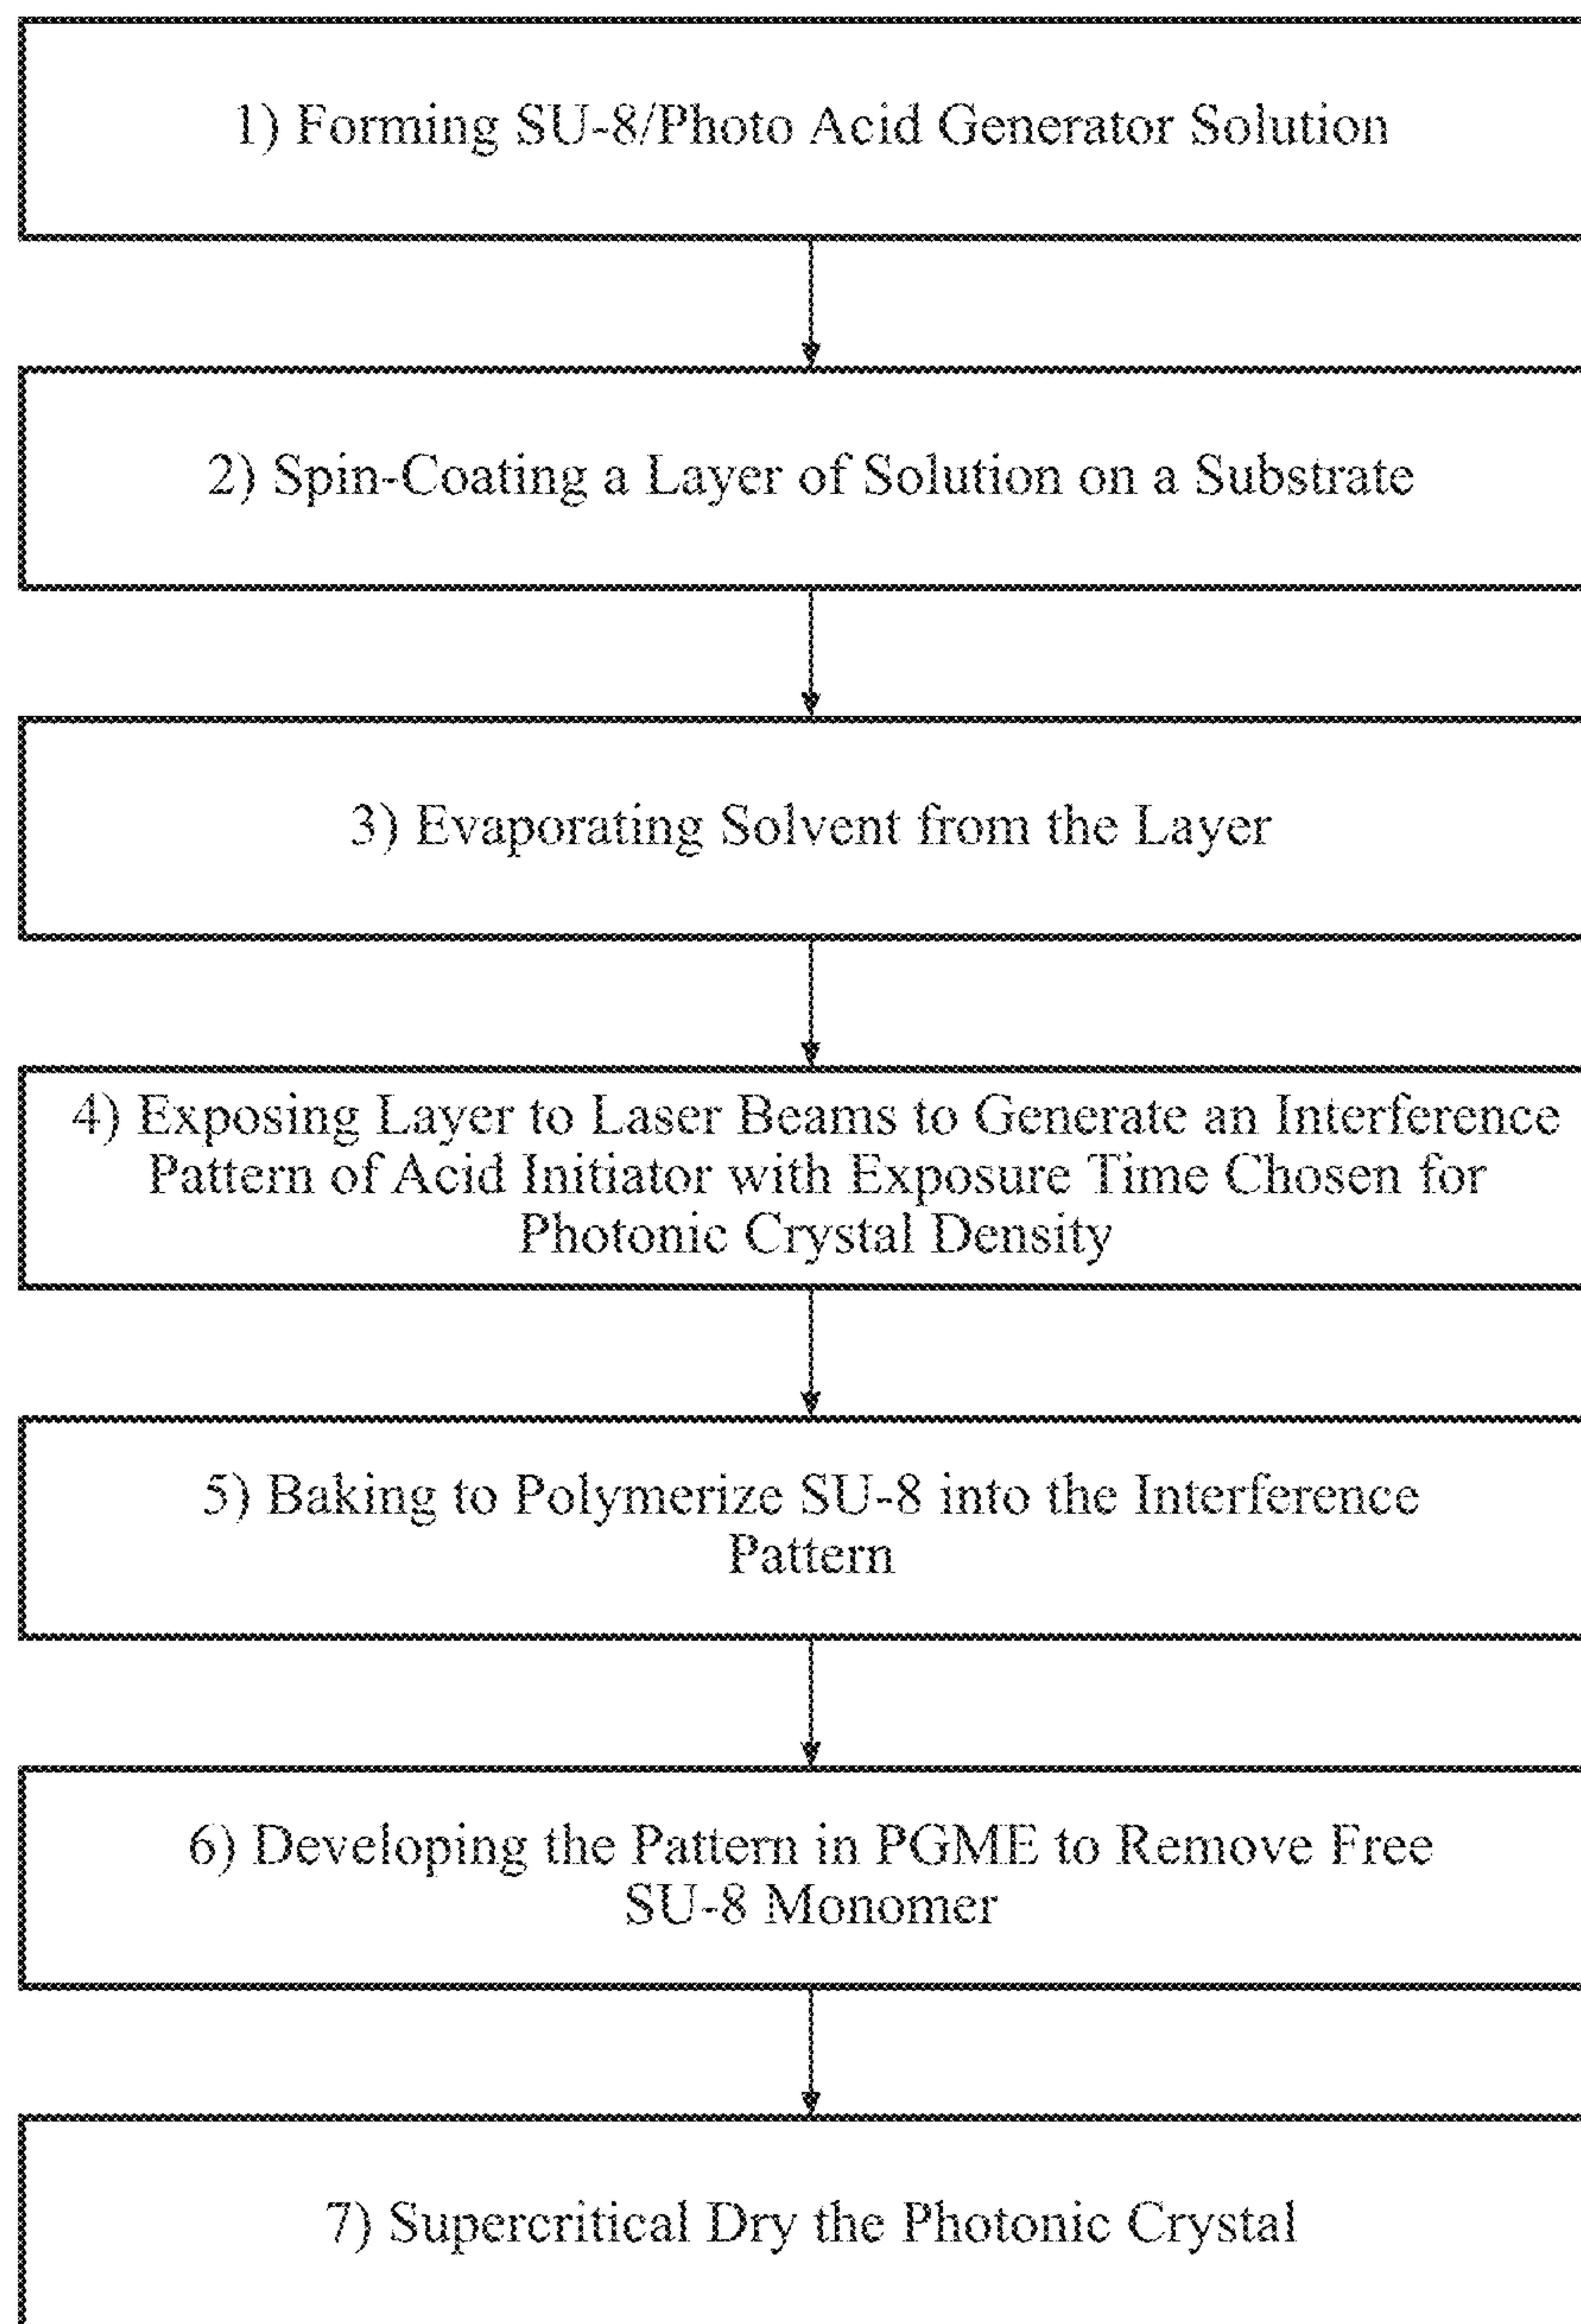 1) Forming SU-8/Photo Acid Generator Solution
2) Spin-Coating a Layer of Solution on a Substrate
3) Evaporating Solvent from the Layer
4) Exposing Layer to Laser Beams to Generate an Interference
Pattern of Acid Initiator with Exposure Time Chosen for
Photonic Crystal Density
5) Baking to Polymerize SU-8 into the Interference
Pattern
6) Developing the Pattern in PGME to Remove Free
SU-8 Monomer
7) Supercritical Dry the Photonic Crystal